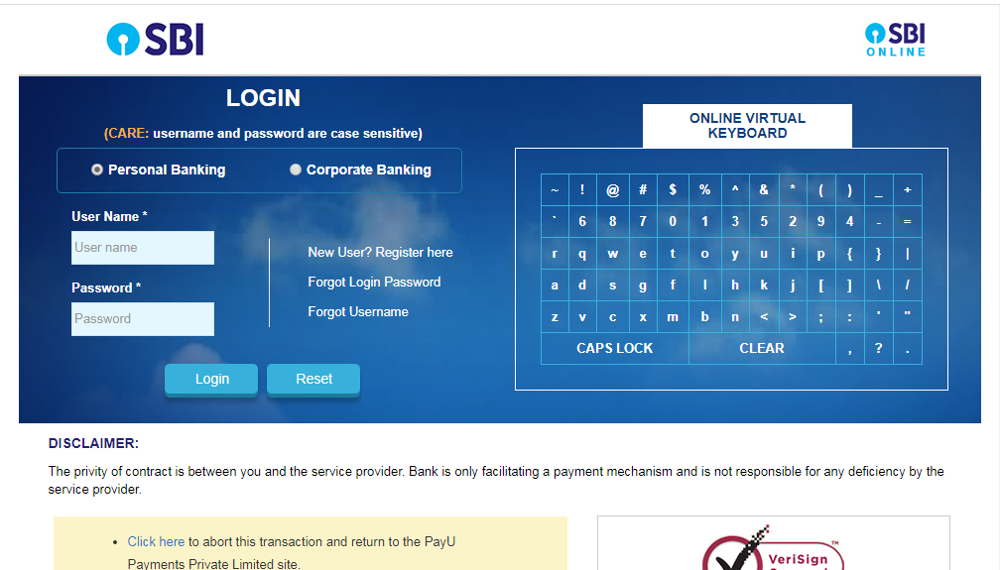 SBI
SBI
ONLINE
LOGIN
(CARE: username and password are case sensitive)
Personal Banking
Corporate Banking
User Name *
User name
Password *
Password
New User? Register here
Forgot Login Password
Forgot Username
Login
Reset
ONLINE VIRTUAL
KEYBOARD
~ ! @ # $ % ^ & * ( ) _ +
` 6 8 7 0 1 3 5 2 9 4 - =
r q w e t o y u i p { } |
a d s g f l h k j [ ] \ /
z v c x m b n < > ; : ' "
CAPS LOCK CLEAR , ? .
DISCLAIMER:
The privity of contract is between you and the service provider. Bank is only facilitating a payment mechanism and is not responsible for any deficiency by the
service provider.
• Click here to abort this transaction and return to the PayU
Payments Private Limited site.
VeriSign
™